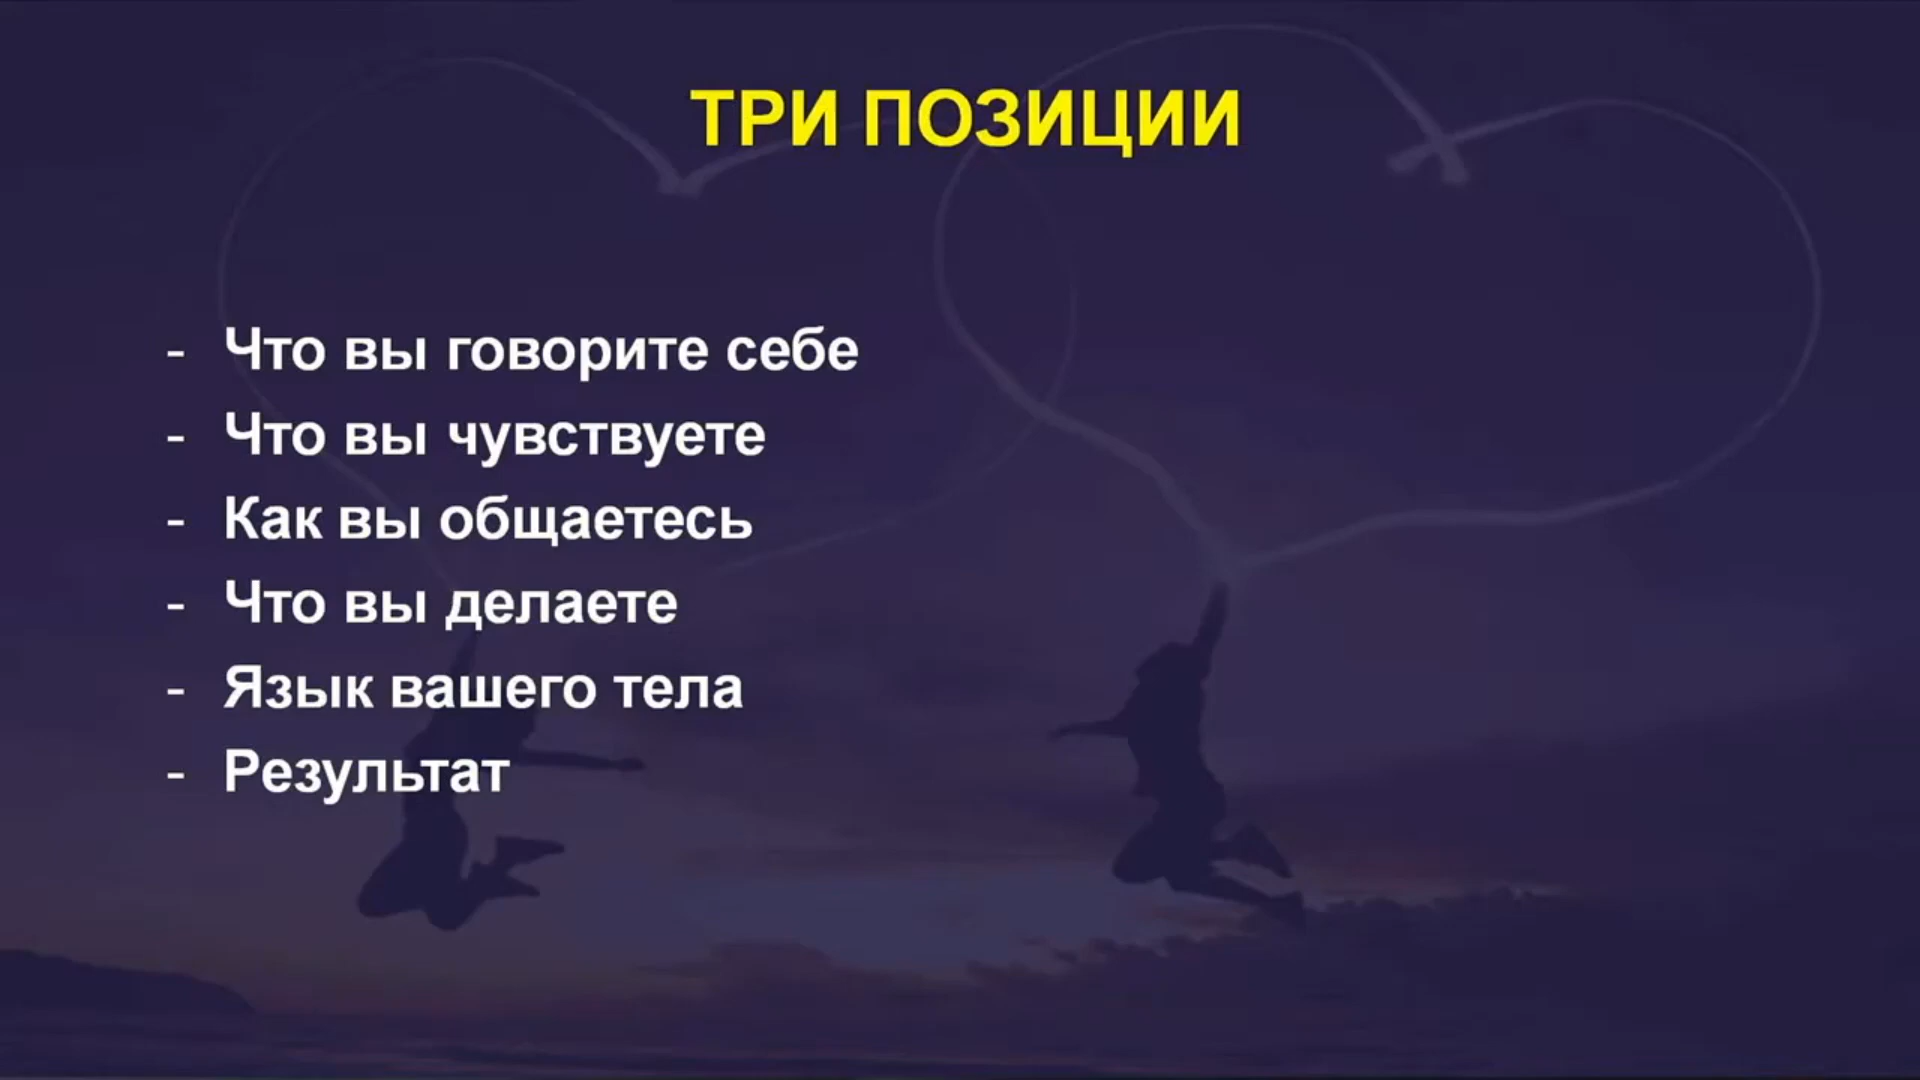 ТРИ ПОЗИЦИИ
- Что вы говорите себе
- Что вы чувствуете
- Как вы общаетесь
- Что вы делаете
- Язык вашего тела
- Результат